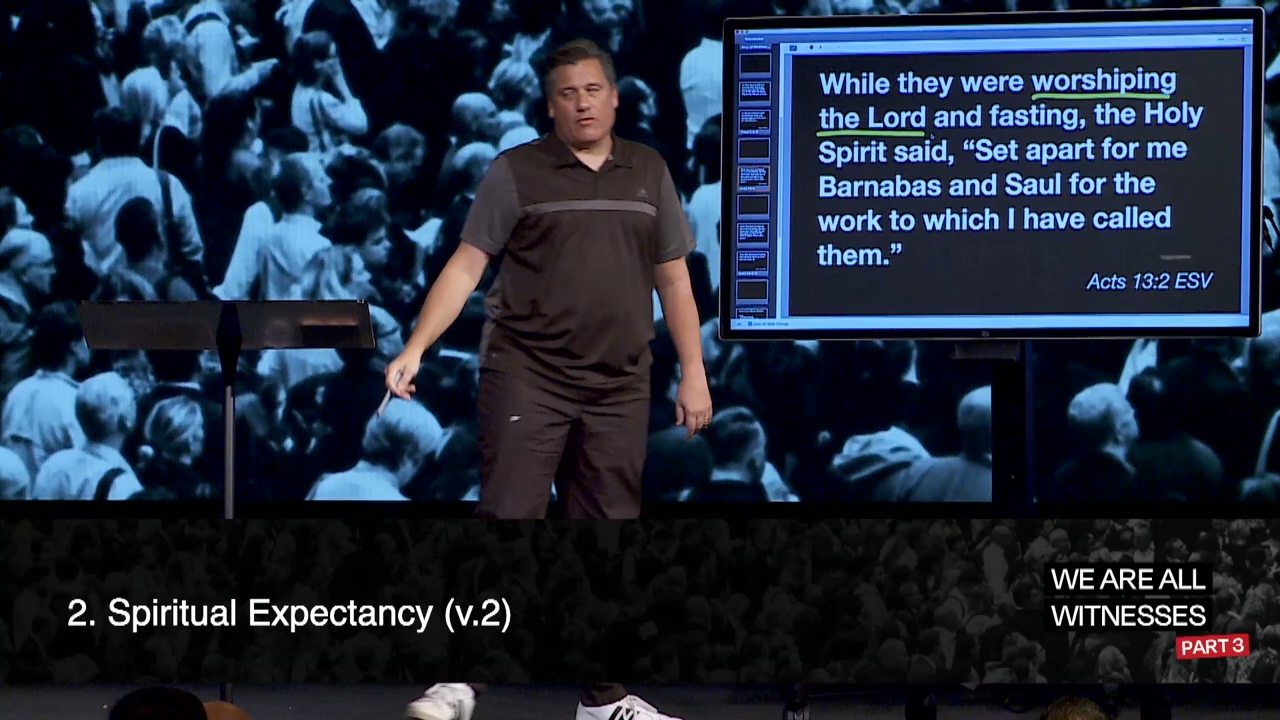 While they were worshiping
the Lord and fasting, the Holy
Spirit said, “Set apart for me
Barnabas and Saul for the
work to which I have called
them.”
Acts 13:2 ESV
2. Spiritual Expectancy (v.2)
WE ARE ALL
WITNESSES
PART 3